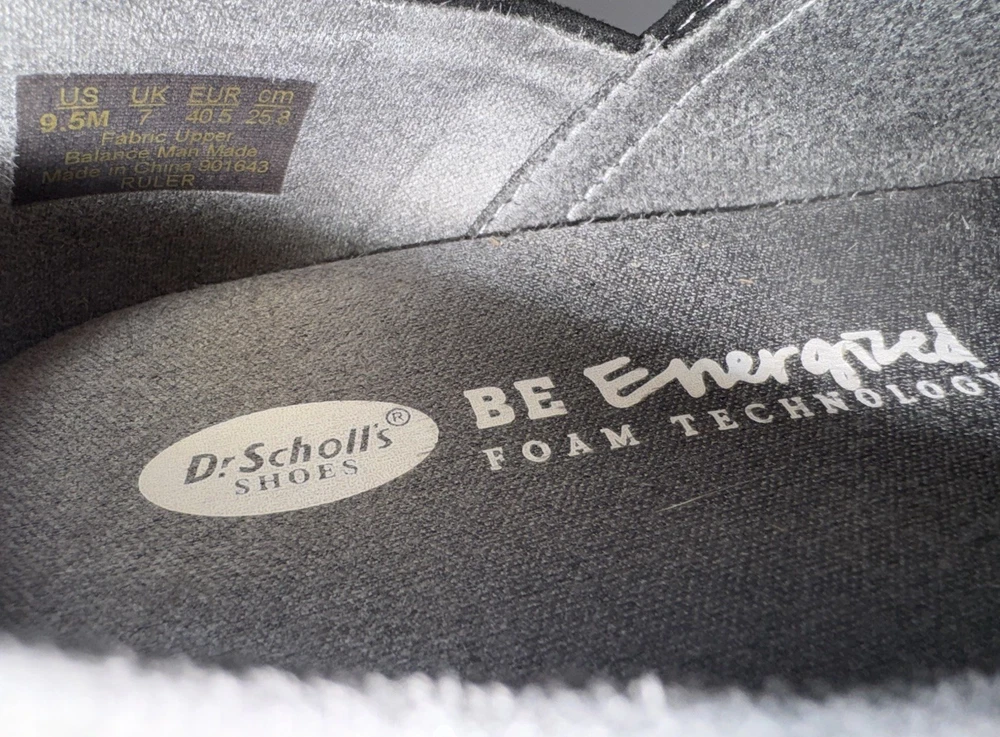 US UK EUR cm
9.5M 7 40.5 25.8
Fabric Upper
Balance Man Made
Made in China 901643
RULER
Dr. Scholl's®
SHOES
BE Energized
FOAM TECHNOLOGY